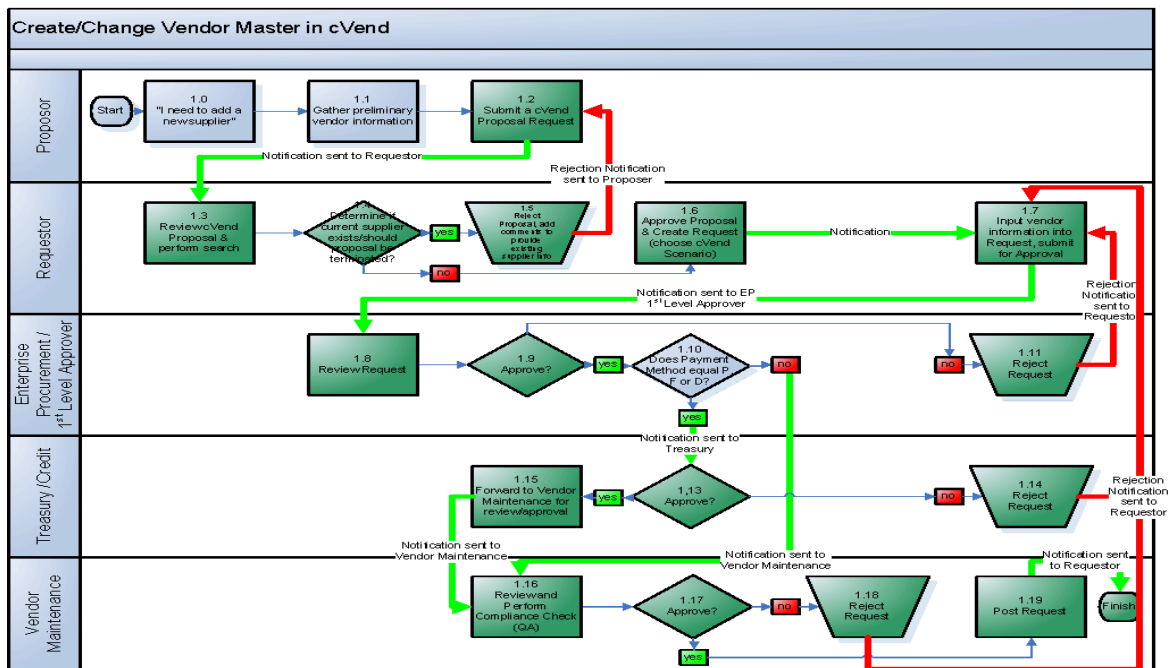 Create/Change Vendor Master in cVend
Proposor
Start
1.0
"I need to add a
newsupplier"
1.1
Gather preliminary
vendor information
1.2
Submit a cVend
Proposal Request
Notification sent to Requestor
Rejection Notification
sent to Proposer
Requestor
1.3
ReviewcVend
Proposal &
perform search
1.4
Determine if
current supplier
exists/should
proposal be
terminated?
yes
no
1.5
Reject
Proposal, add
comments to
provide
existing
supplier info
1.6
Approve Proposal
& Create Request
(choose cVend
Scenario)
Notification
1.7
Input vendor
information into
Request, submit
for Approval
Notification sent to EP
1st Level Approver
Rejection
Notificatio
sent to
Requesto
Enterprise
Procurement /
1st Level Approver
1.8
Review Request
1.9
Approve?
yes
1.10
Does Payment
Method equal P
F or D?
no
yes
no
1.11
Reject
Request
Notification sent to
Treasury
Treasury / Credit
1.15
Forward to Vendor
Maintenance for
review/approval
yes
1,13
Approve?
no
1.14
Reject
Request
Rejection
Notification
sent to
Requestor
Notification sent to
Vendor Maintenance
Notification sent to
Vendor Maintenance
Notification sent
to Requestor
Vendor
Maintenance
1.16
Reviewand
Perform
Compliance Check
(QA)
1.17
Approve?
no
yes
1.18
Reject
Request
1.19
Post Request
Finish